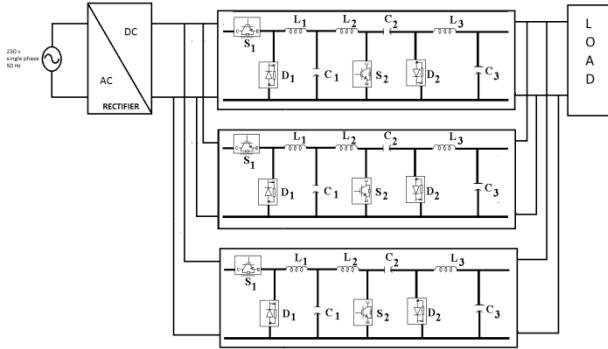 230 v
single phase
50 Hz
DC
AC
RECTIFIER
L1 L2 C2 L3
S1 D1 C1 S2 D2 C3
L1 L2 C2 L3
S1 D1 C1 S2 D2 C3
L1 L2 C2 L3
S1 D1 C1 S2 D2 C3
L
O
A
D